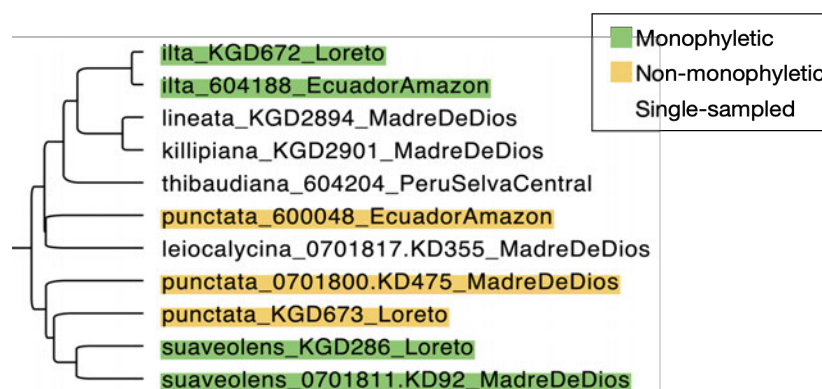 ilta_KGD672_Loreto
ilta_604188_EcuadorAmazon
lineata_KGD2894_MadreDeDios
killipiana_KGD2901_MadreDeDios
thibaudiana_604204_PeruSelvaCentral
punctata_600048_EcuadorAmazon
leiocalycina_0701817.KD355_MadreDeDios
punctata_0701800.KD475_MadreDeDios
punctata_KGD673_Loreto
suaveolens_KGD286_Loreto
suaveolens_0701811.KD92_MadreDeDios
Monophyletic
Non-monophyletic
Single-sampled